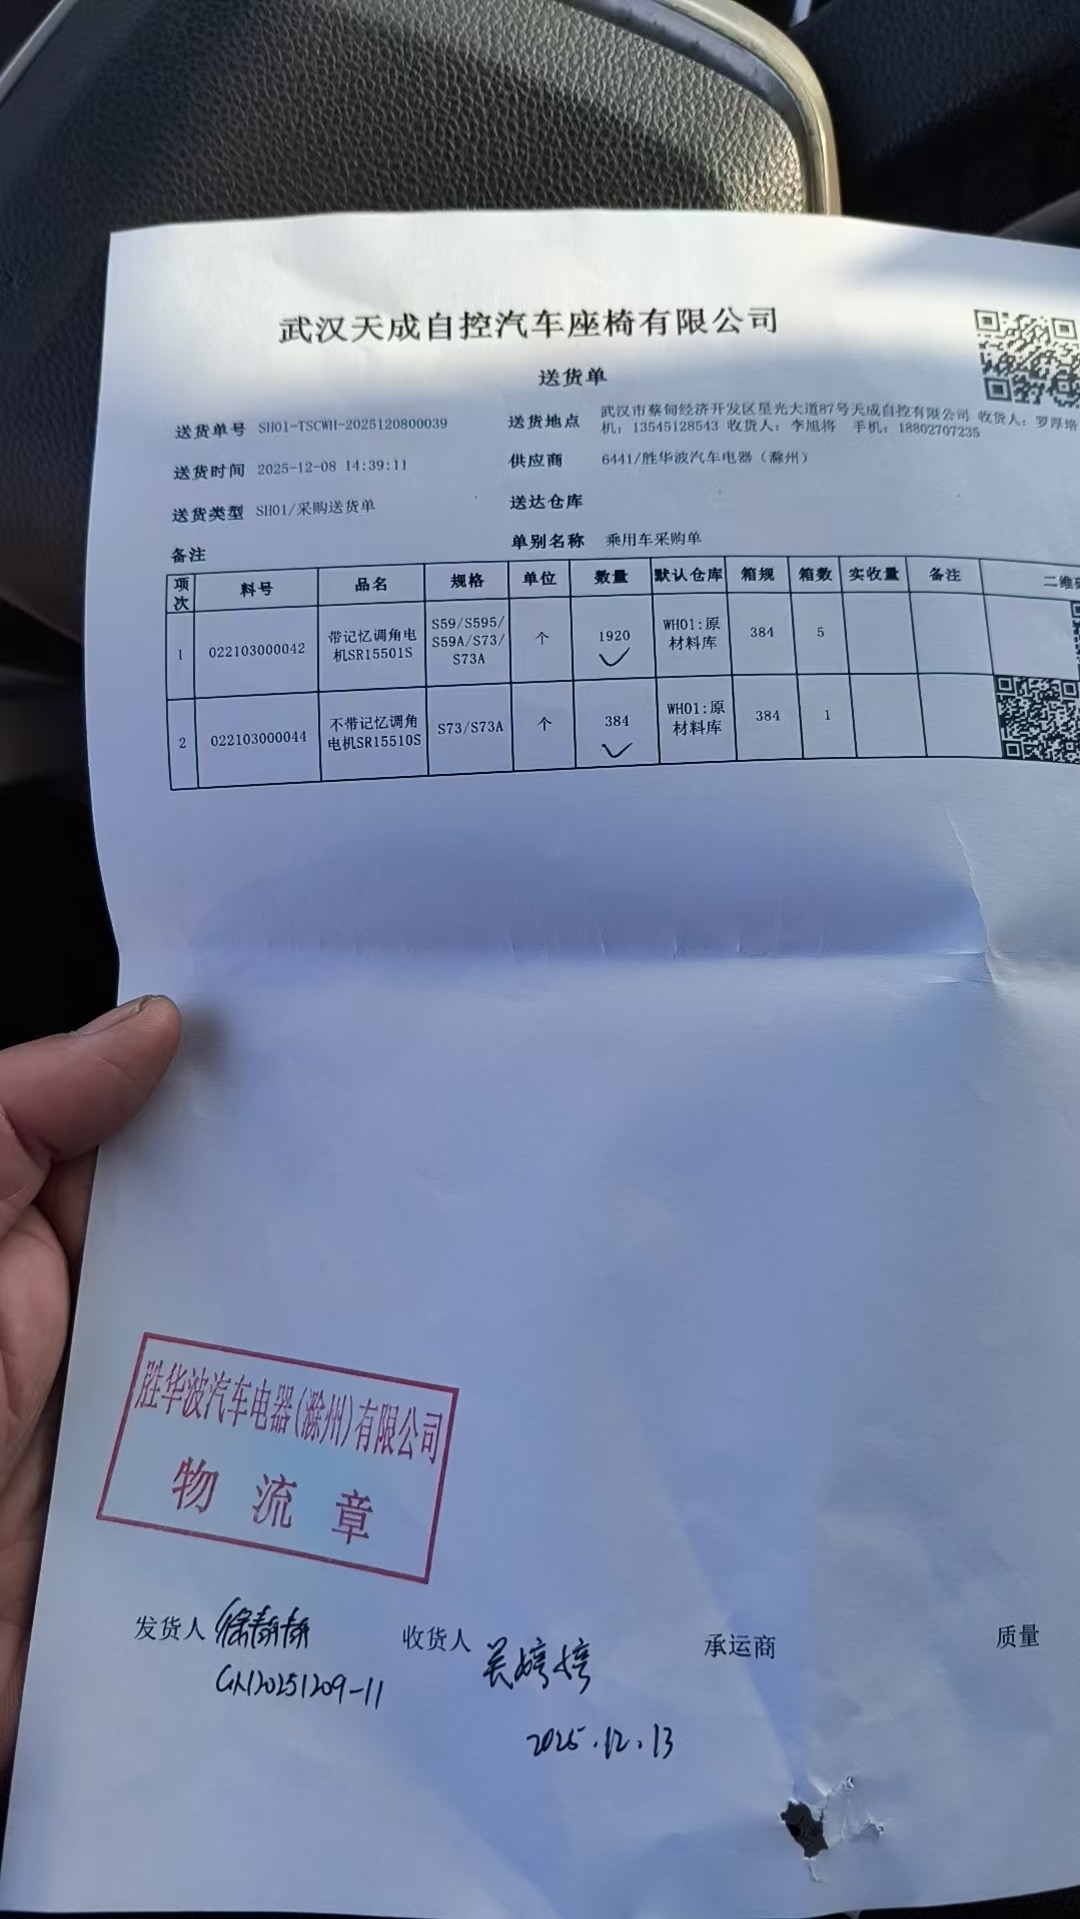 武汉天成自控汽车座椅有限公司
送货单
送货单号 SH01-TSCWH-2025120800039
送货地点 武汉市蔡甸经济开发区星光大道87号天成自控有限公司 收货人：罗厚
机：13545128543 收货人：李旭将 手机：18802707235
送货时间 2025-12-08 14:39:11
供应商 6441/胜华波汽车电器（滁州）
送货类型 SH01/采购送货单
送达仓库
备注
单别名称 乘用车采购单
项次 料号 品名 规格 单位 数量 默认仓库 箱规 箱数 实收量 备注 二维
1 022103000042 带记忆调角电机SR15501S S59/S595/S59A/S73/S73A 个 1920 WH01:原材料库 384 5
2 022103000044 不带记忆调角电机SR15510S S73/S73A 个 384 WH01:原材料库 384 1
胜华波汽车电器(滁州)有限公司
物流章
发货人 徐静静 收货人 吴婷婷 承运商 质量
20251209-11
2025.12.13